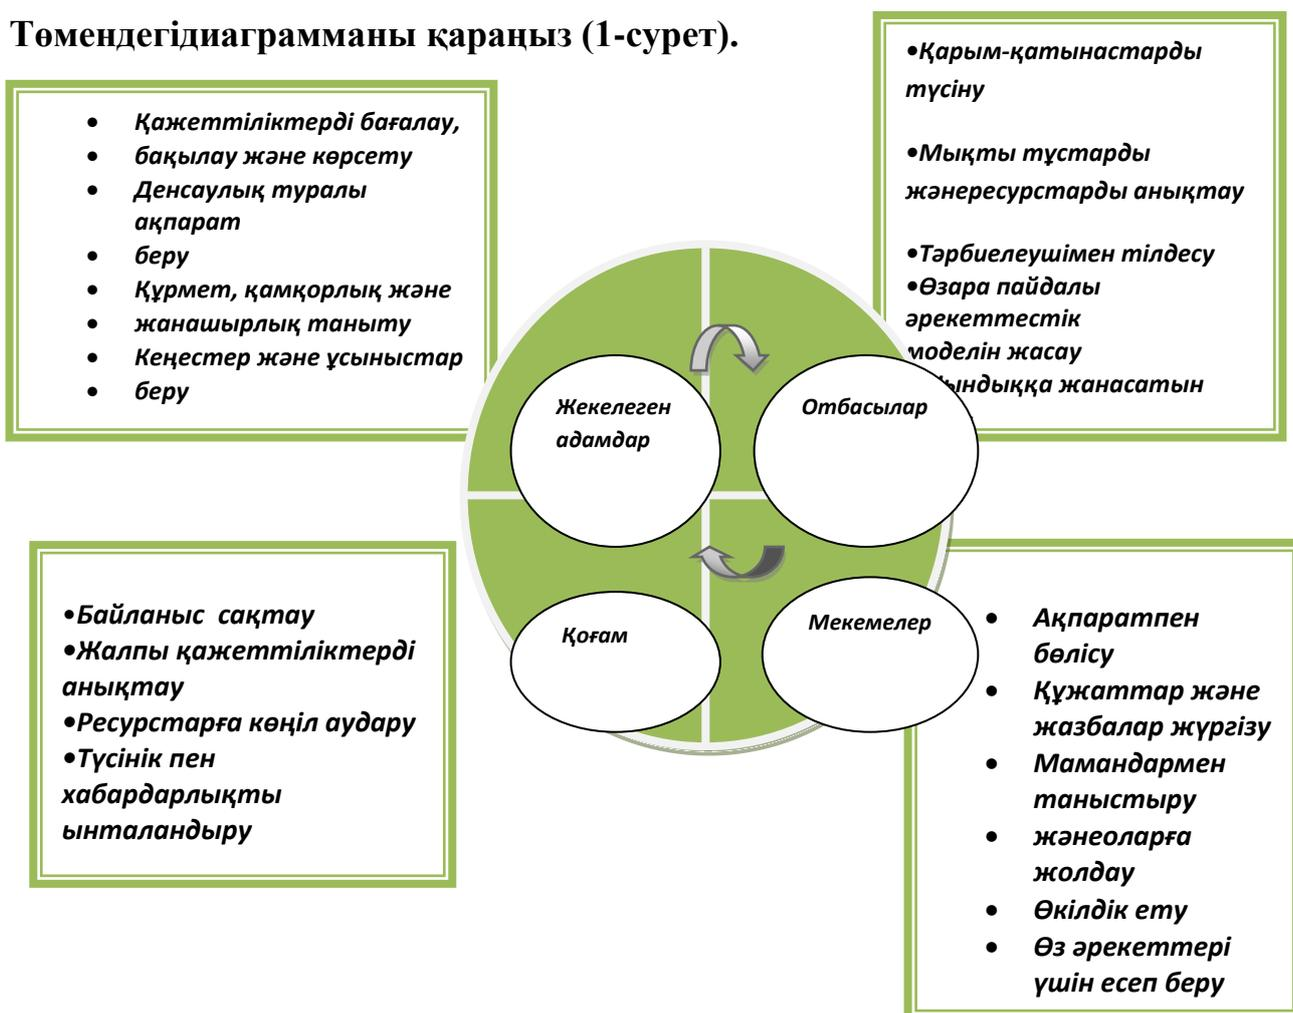 Төмендегідиаграмманы қараңыз (1-сурет).
• Қажеттіліктерді бағалау,
• бақылау және көрсету
• Денсаулық туралы
ақпарат
• беру
• Құрмет, қамқорлық және
• жанашырлық таныту
• Кеңестер және ұсыныстар
• беру
•Қарым-қатынастарды
түсіну
•Мықты тұстарды
жәнересурстарды анықтау
•Тәрбиелеушімен тілдесу
•Өзара пайдалы
әрекеттестік
моделін жасау
жанасатын
Жекелеген
адамдар
Отбасылар
Қоғам
Мекемелер
•Байланыс сақтау
•Жалпы қажеттіліктерді
анықтау
•Ресурстарға көңіл аудару
•Түсінік пен
хабардарлықты
ынталандыру
• Ақпаратпен
бөлісу
• Құжаттар және
жазбалар жүргізу
• Мамандармен
таныстыру
• жәнеоларға
жолдау
• Өкілдік ету
• Өз әрекеттері
үшін есеп беру